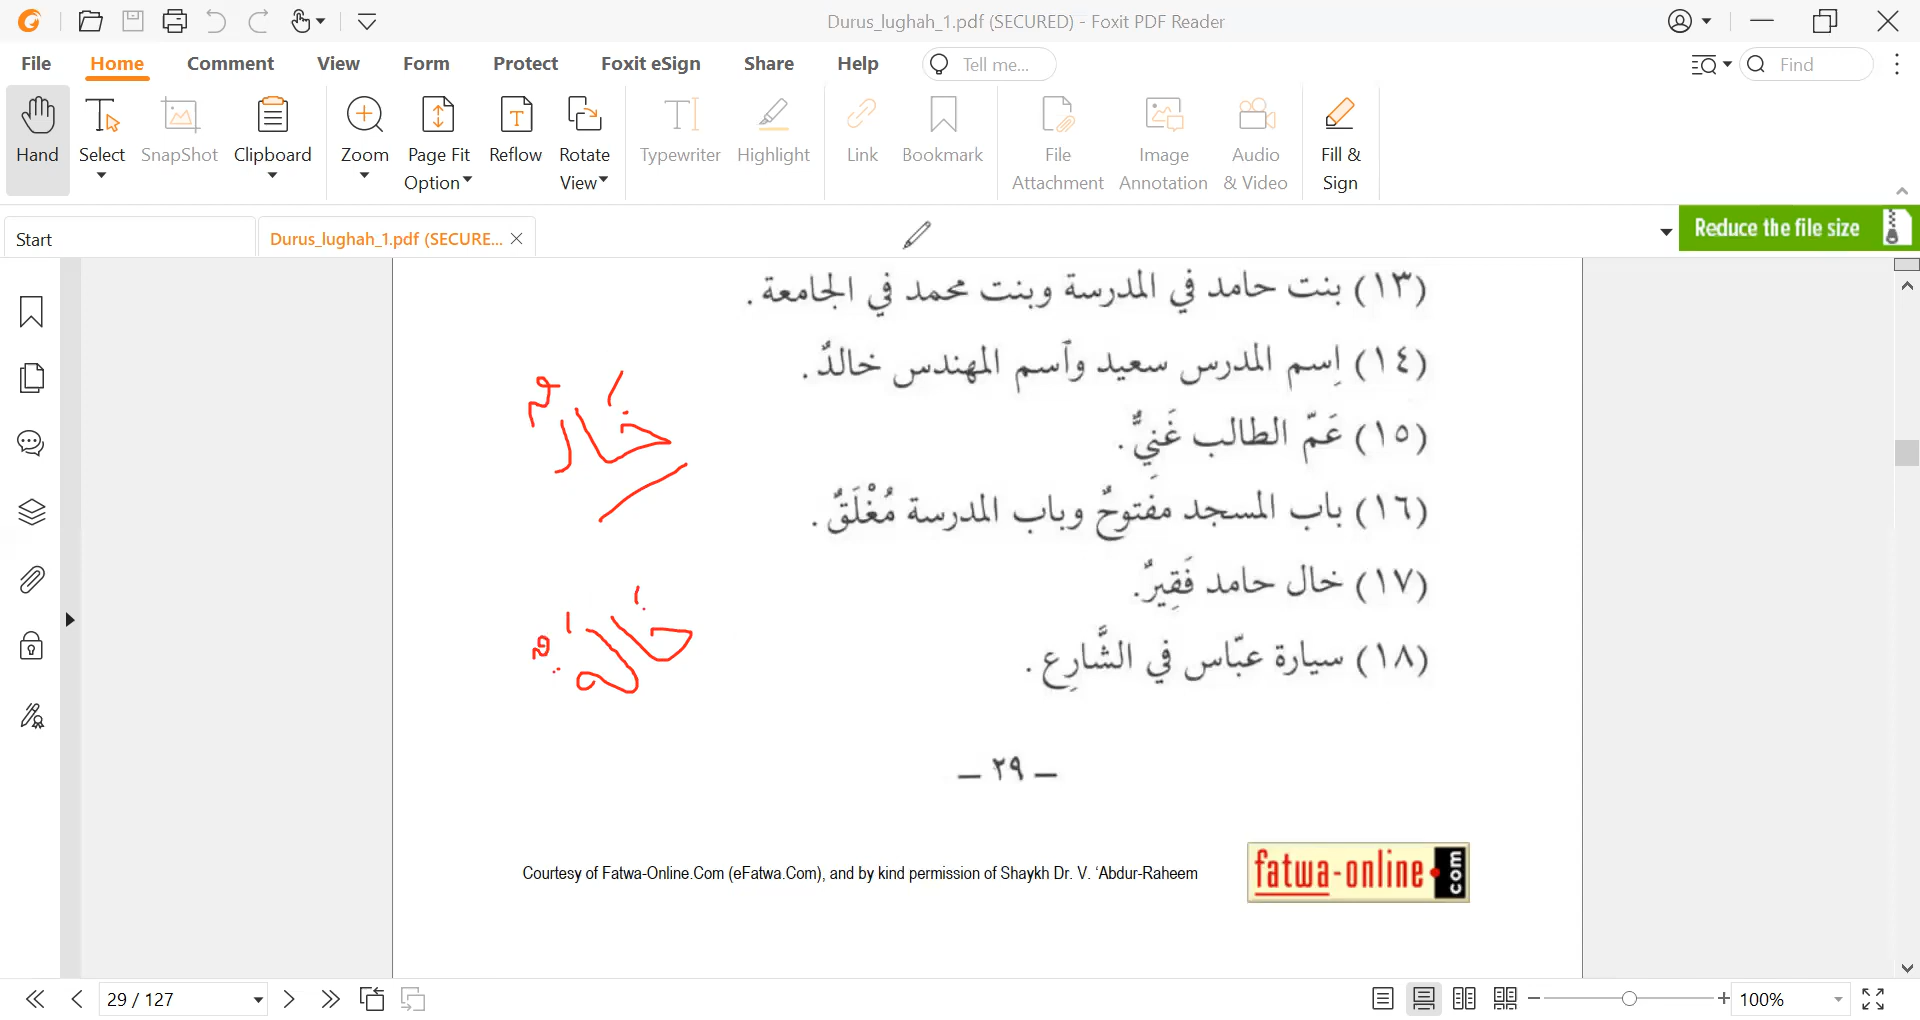 Durus_lughah_1.pdf (SECURED) - Foxit PDF Reader
File Home Comment View Form Protect Foxit eSign Share Help Tell me... Find
Hand Select SnapShot Clipboard Zoom Page Fit Option Reflow Rotate View Typewriter Highlight Link Bookmark File Attachment Image Annotation Audio & Video Fill & Sign
Start Durus_lughah_1.pdf (SECURE... Reduce the file size
(١٣) بنت حامد في المدرسة وبنت محمد في الجامعة .
(١٤) اِسم المدرس سعيد وٱسم المهندس خالدٌ .
(١٥) عَمّ الطالب غَنِيٌّ .
(١٦) باب المسجد مفتوحٌ وباب المدرسة مُغْلَقٌ .
(١٧) خال حامد فَقِيرٌ .
(١٨) سيارة عبّاس في الشَّارِع .
– ٢٩ –
Courtesy of Fatwa-Online.Com (eFatwa.Com), and by kind permission of Shaykh Dr. V. ‘Abdur-Raheem
fatwa-online.com
29 / 127 100%